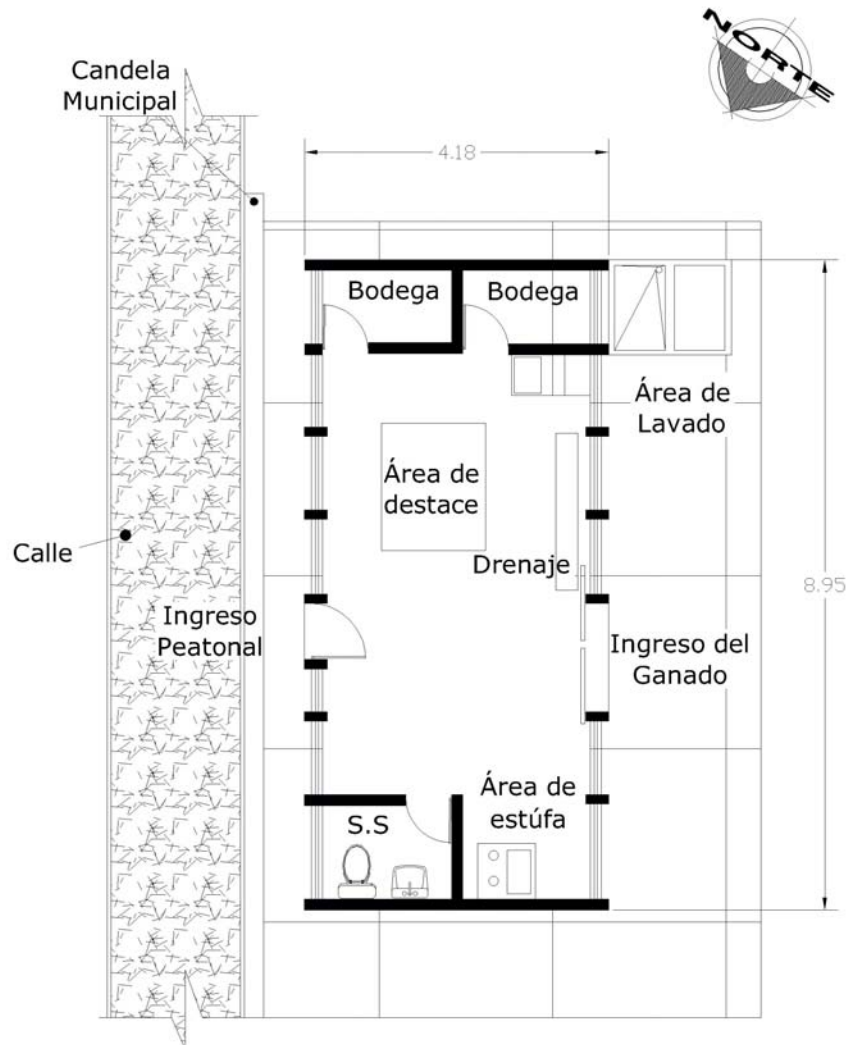 NORTE
Candela
Municipal
4.18
Bodega
Bodega
Área de
Lavado
Área de
destace
Calle
Drenaje
8.95
Ingreso
Peatonal
Ingreso del
Ganado
Área de
estúfa
S.S